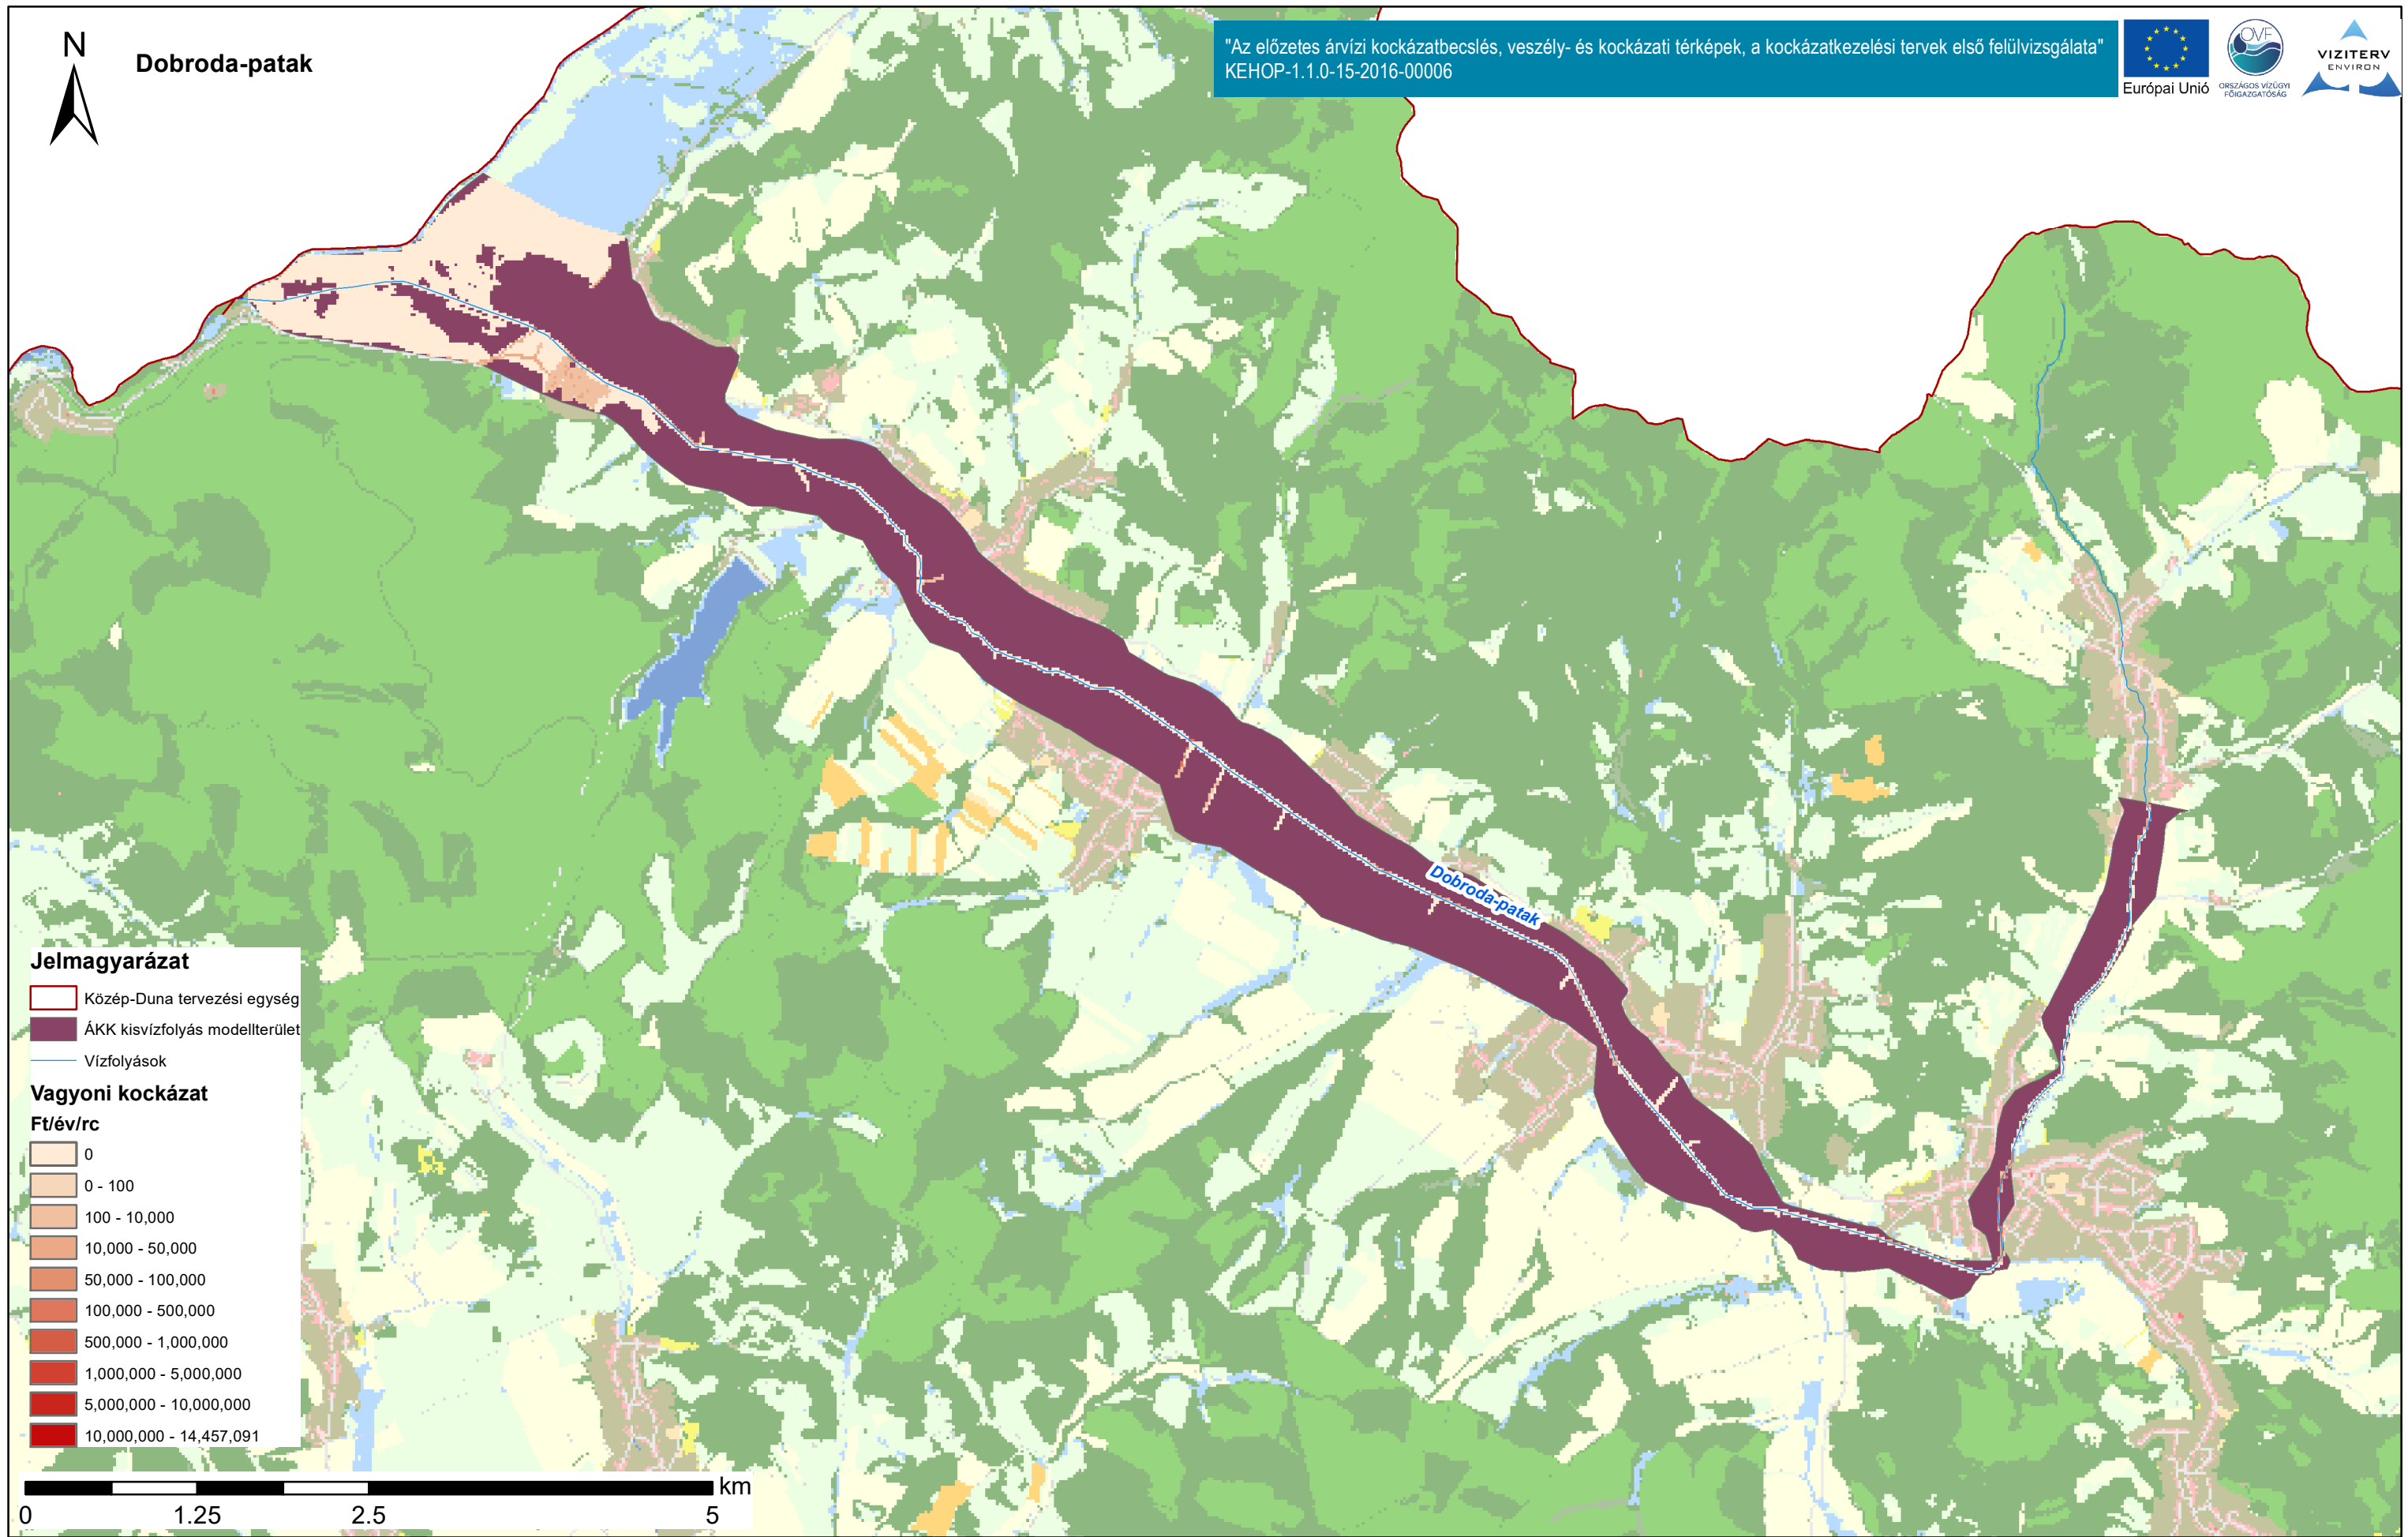 N
Dobroda-patak
"Az előzetes árvízi kockázatbecslés, veszély- és kockázati térképek, a kockázatkezelési tervek első felülvizsgálata"
KEHOP-1.1.0-15-2016-00006
Európai Unió
OVF
ORSZÁGOS VÍZÜGYI
FŐIGAZGATÓSÁG
VIZITERV
ENVIRON
Dobroda-patak
Jelmagyarázat
Közép-Duna tervezési egység
ÁKK kisvízfolyás modellterület
Vízfolyások
Vagyoni kockázat
Ft/év/rc
0
0 - 100
100 - 10,000
10,000 - 50,000
50,000 - 100,000
100,000 - 500,000
500,000 - 1,000,000
1,000,000 - 5,000,000
5,000,000 - 10,000,000
10,000,000 - 14,457,091
km
0 1.25 2.5 5